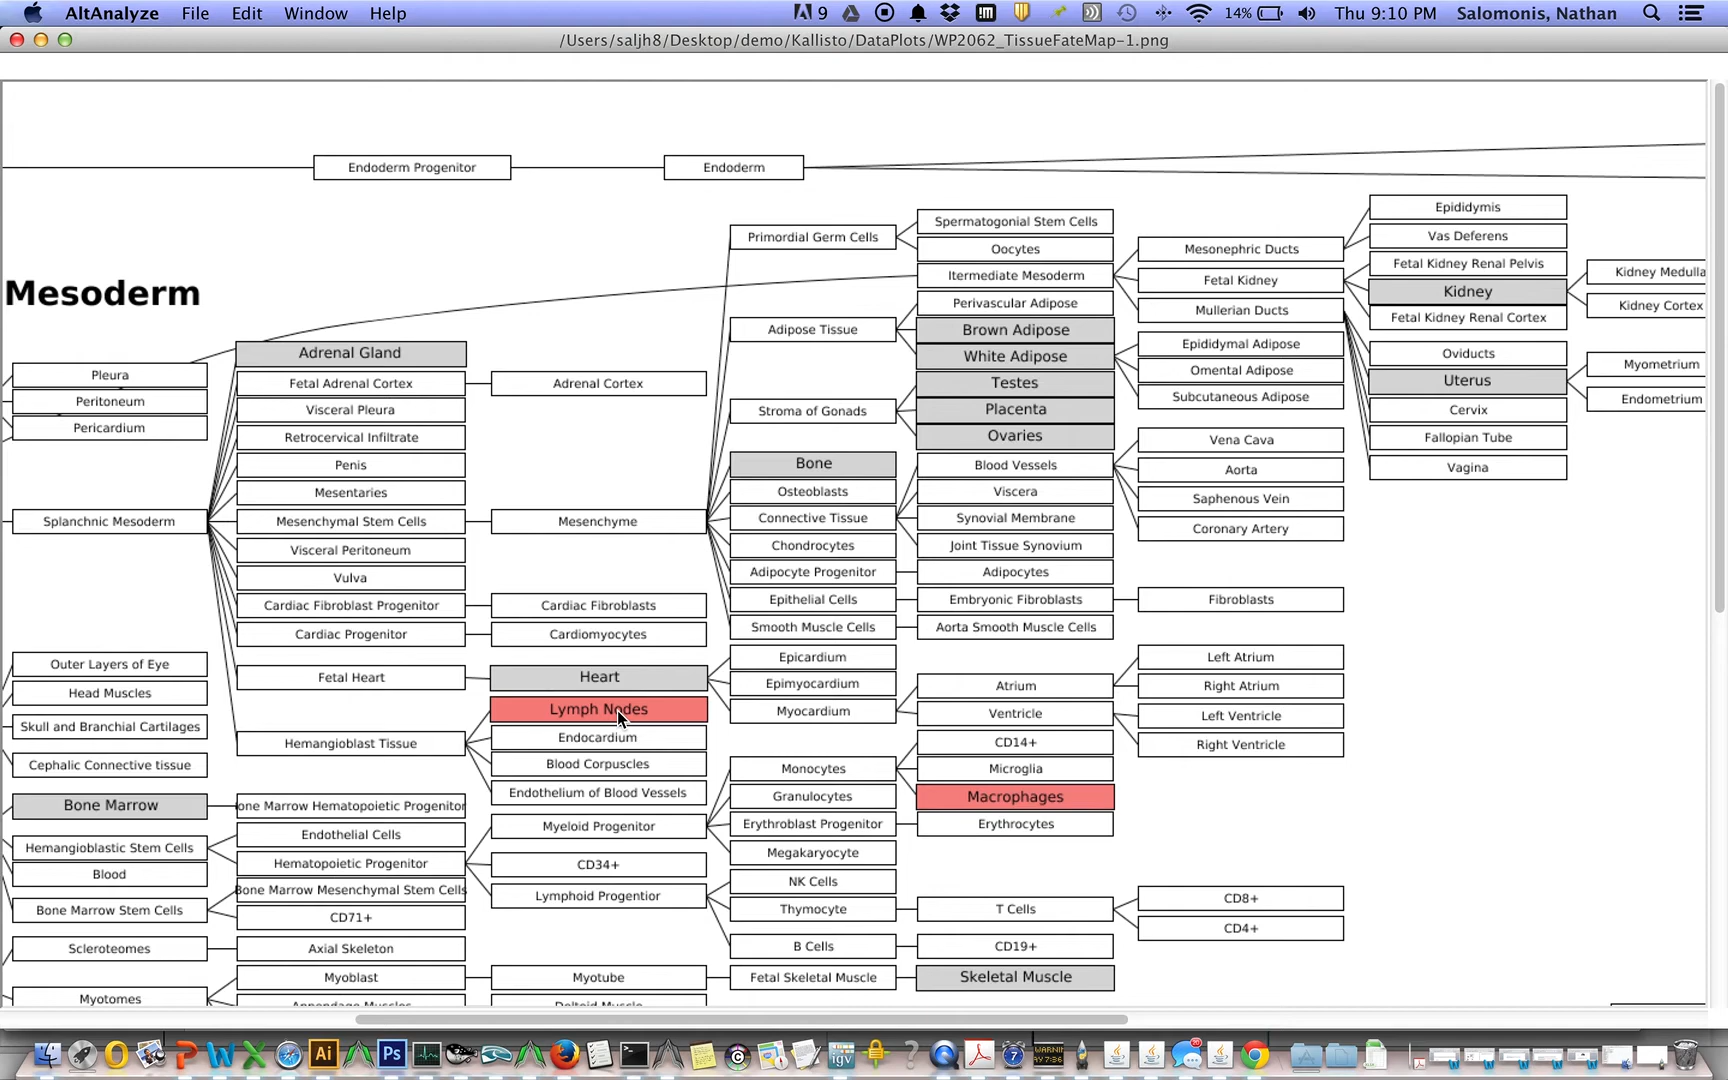 AltAnalyze File Edit Window Help 9 14% Thu 9:10 PM Salomonis, Nathan
/Users/saljh8/Desktop/demo/Kallisto/DataPlots/WP2062_TissueFateMap-1.png
Endoderm Progenitor
Endoderm
Mesoderm
Pleura
Peritoneum
Pericardium
Splanchnic Mesoderm
Outer Layers of Eye
Head Muscles
Skull and Branchial Cartilages
Cephalic Connective tissue
Bone Marrow
Hemangioblastic Stem Cells
Blood
Bone Marrow Stem Cells
Scleroteomes
Myotomes
Adrenal Gland
Fetal Adrenal Cortex
Visceral Pleura
Retrocervical Infiltrate
Penis
Mesentaries
Mesenchymal Stem Cells
Visceral Peritoneum
Vulva
Cardiac Fibroblast Progenitor
Cardiac Progenitor
Fetal Heart
Hemangioblast Tissue
one Marrow Hematopoietic Progenitor
Endothelial Cells
Hematopoietic Progenitor
Bone Marrow Mesenchymal Stem Cells
CD71+
Axial Skeleton
Myoblast
Appendage Muscles
Adrenal Cortex
Mesenchyme
Cardiac Fibroblasts
Cardiomyocytes
Heart
Lymph Nodes
Endocardium
Blood Corpuscles
Endothelium of Blood Vessels
Myeloid Progenitor
CD34+
Lymphoid Progentior
Myotube
Deltoid Muscle
Primordial Germ Cells
Adipose Tissue
Stroma of Gonads
Bone
Osteoblasts
Connective Tissue
Chondrocytes
Adipocyte Progenitor
Epithelial Cells
Smooth Muscle Cells
Epicardium
Epimyocardium
Myocardium
Monocytes
Granulocytes
Erythroblast Progenitor
Megakaryocyte
NK Cells
Thymocyte
B Cells
Fetal Skeletal Muscle
Spermatogonial Stem Cells
Oocytes
Itermediate Mesoderm
Perivascular Adipose
Brown Adipose
White Adipose
Testes
Placenta
Ovaries
Blood Vessels
Viscera
Synovial Membrane
Joint Tissue Synovium
Adipocytes
Embryonic Fibroblasts
Aorta Smooth Muscle Cells
Atrium
Ventricle
CD14+
Microglia
Macrophages
Erythrocytes
T Cells
CD19+
Skeletal Muscle
Mesonephric Ducts
Fetal Kidney
Mullerian Ducts
Epididymal Adipose
Omental Adipose
Subcutaneous Adipose
Vena Cava
Aorta
Saphenous Vein
Coronary Artery
Fibroblasts
Left Atrium
Right Atrium
Left Ventricle
Right Ventricle
CD8+
CD4+
Epididymis
Vas Deferens
Fetal Kidney Renal Pelvis
Kidney
Fetal Kidney Renal Cortex
Oviducts
Uterus
Cervix
Fallopian Tube
Vagina
Kidney Medulla
Kidney Cortex
Myometrium
Endometrium